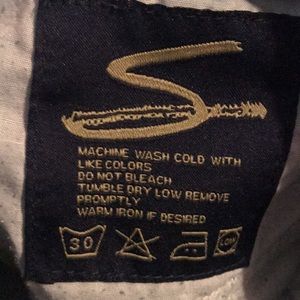 S
MACHINE WASH COLD WITH
LIKE COLORS
DO NOT BLEACH
TUMBLE DRY LOW REMOVE
PROMPTLY
WARM IRON IF DESIRED
30 LOW